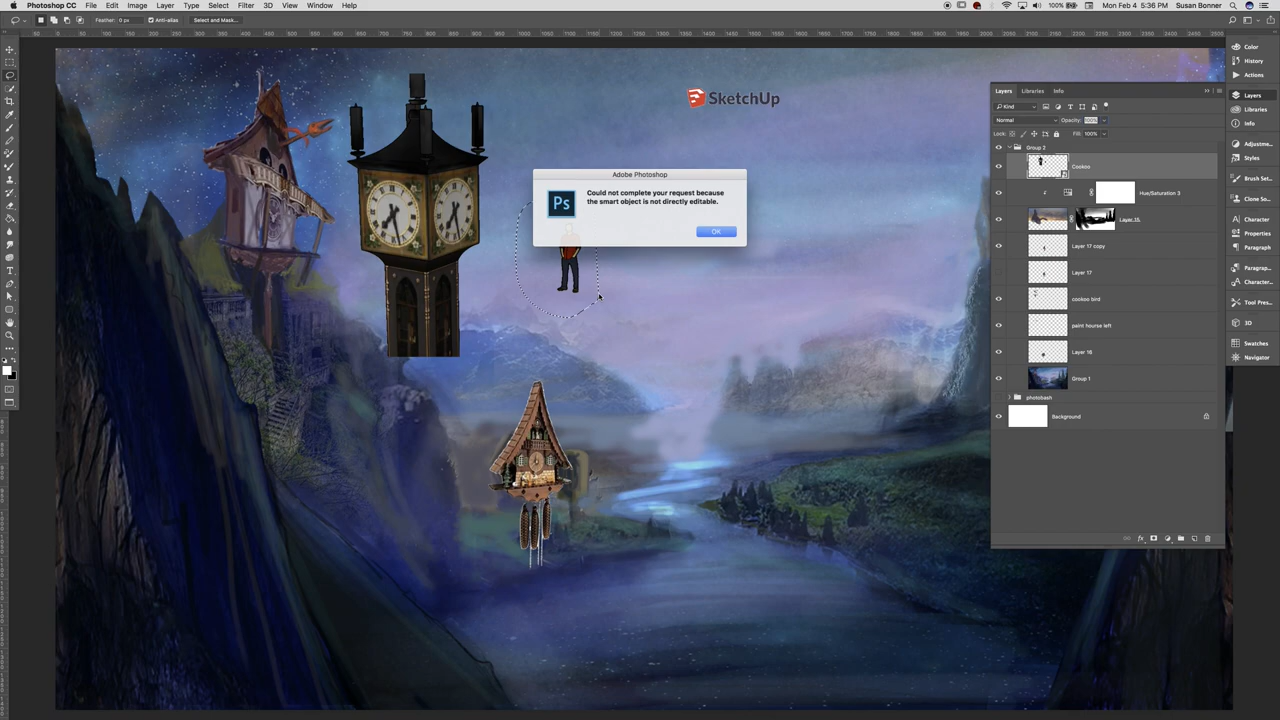 Photoshop CC File Edit Image Layer Type Select Filter 3D View Window Help
100% Mon Feb 4 5:36 PM Susan Bonner
Feather: 0 px Anti-alias Select and Mask...
SketchUp
Adobe Photoshop
Ps
Could not complete your request because
the smart object is not directly editable.
OK
Layers Libraries Info
Kind
Normal Opacity: 100%
Lock: Fill: 100%
Group 2
Cookoo
Hue/Saturation 3
Layer 15
Layer 17 copy
Layer 17
cookoo bird
paint hourse left
Layer 18
Group 1
photobash
Background
Color
History
Actions
Layers
Libraries
Info
Adjustme...
Styles
Brush Set...
Clone So...
Character
Properties
Paragraph
Paragrap...
Character...
Tool Pres...
3D
Swatches
Navigator